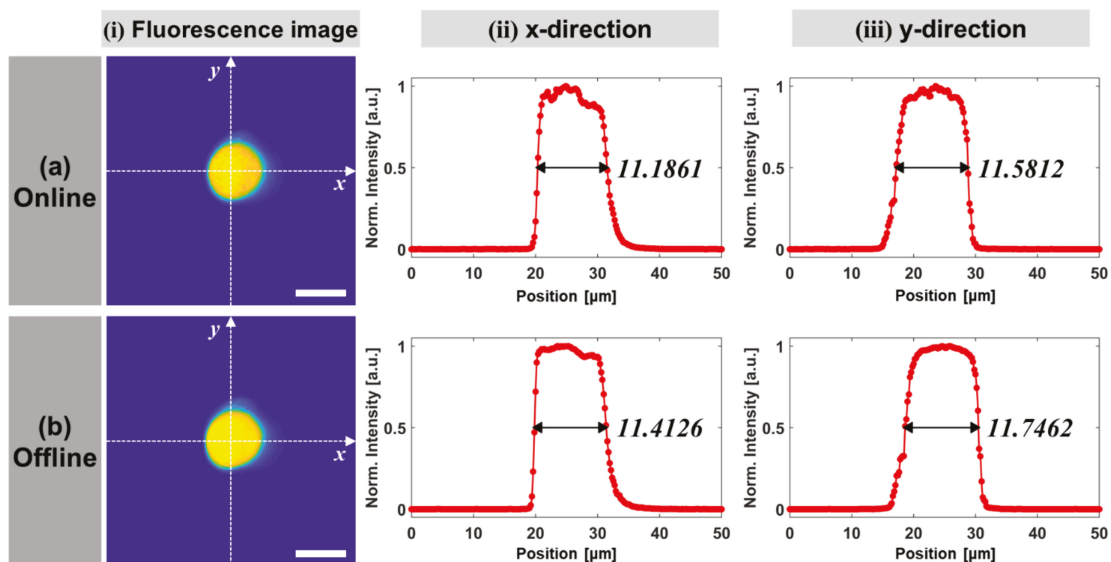 (i) Fluorescence image
(ii) x-direction
(iii) y-direction
(a)
Online
y
x
Norm. Intensity [a.u.]
1
0.5
0
11.1861
0 10 20 30 40 50
Position [µm]
Norm. Intensity [a.u.]
1
0.5
0
11.5812
0 10 20 30 40 50
Position [µm]
(b)
Offline
y
x
Norm. Intensity [a.u.]
1
0.5
0
11.4126
0 10 20 30 40 50
Position [µm]
Norm. Intensity [a.u.]
1
0.5
0
11.7462
0 10 20 30 40 50
Position [µm]